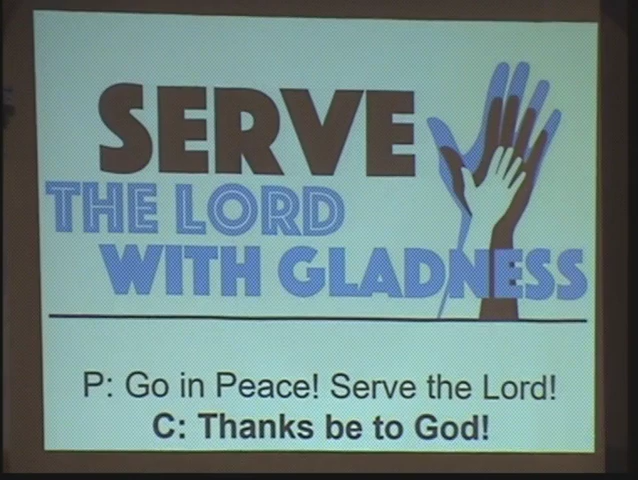 SERVE
THE LORD
WITH GLADNESS
P: Go in Peace! Serve the Lord!
C: Thanks be to God!